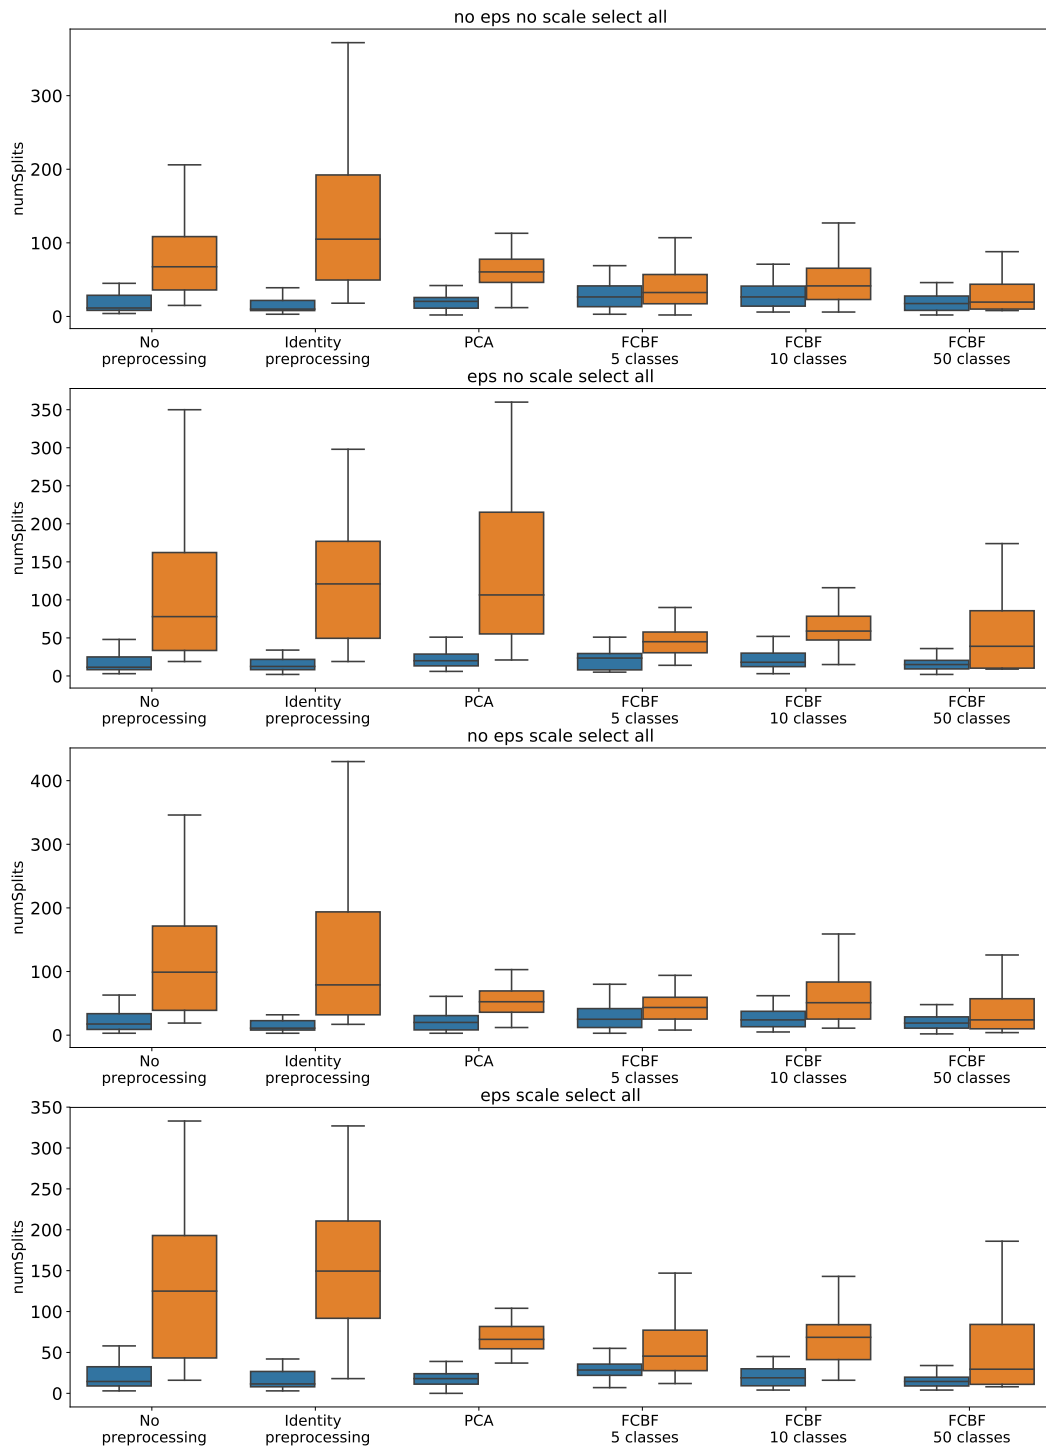 no eps no scale select all
numSplits
300
200
100
0
No Identity PCA FCBF FCBF FCBF
preprocessing preprocessing 5 classes 10 classes 50 classes
eps no scale select all
numSplits
350
300
250
200
150
100
50
0
No Identity PCA FCBF FCBF FCBF
preprocessing preprocessing 5 classes 10 classes 50 classes
no eps scale select all
numSplits
400
300
200
100
0
No Identity PCA FCBF FCBF FCBF
preprocessing preprocessing 5 classes 10 classes 50 classes
eps scale select all
numSplits
350
300
250
200
150
100
50
0
No Identity PCA FCBF FCBF FCBF
preprocessing preprocessing 5 classes 10 classes 50 classes